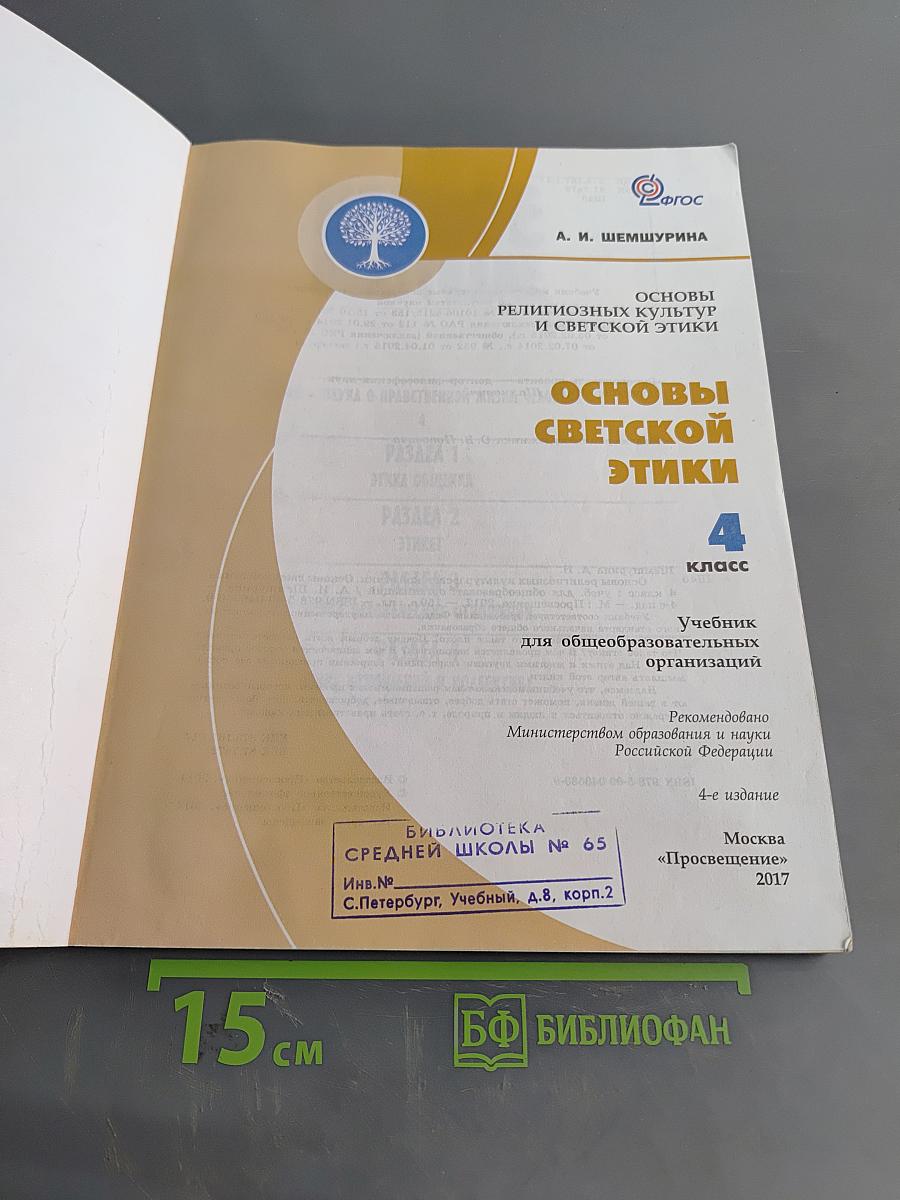 ФГОС
А. И. ШЕМШУРИНА
ОСНОВЫ
РЕЛИГИОЗНЫХ КУЛЬТУР
И СВЕТСКОЙ ЭТИКИ
ОСНОВЫ
СВЕТСКОЙ
ЭТИКИ
4
класс
Учебник
для общеобразовательных
организаций
Рекомендовано
Министерством образования и науки
Российской Федерации
4-е издание
БИБЛИОТЕКА
СРЕДНЕЙ ШКОЛЫ № 65
Инв.№
С.Петербург, Учебный, д.8, корп.2
Москва
«Просвещение»
2017
15 см
БФ БИБЛИОФАН